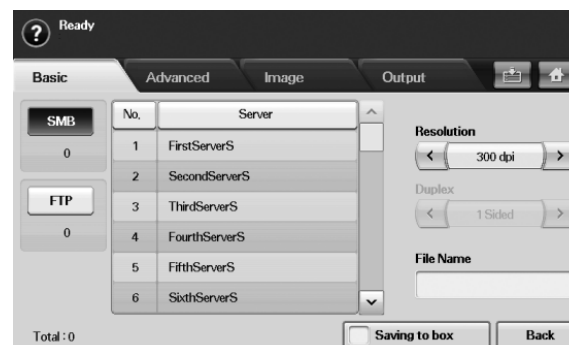 ?
Ready
Basic Advanced Image Output
SMB
0
FTP
0
No. Server
1 FirstServerS
2 SecondServerS
3 ThirdServerS
4 FourthServerS
5 FifthServerS
6 SixthServerS
Resolution
< 300 dpi >
Duplex
< 1 Sided >
File Name
Total : 0
Saving to box
Back